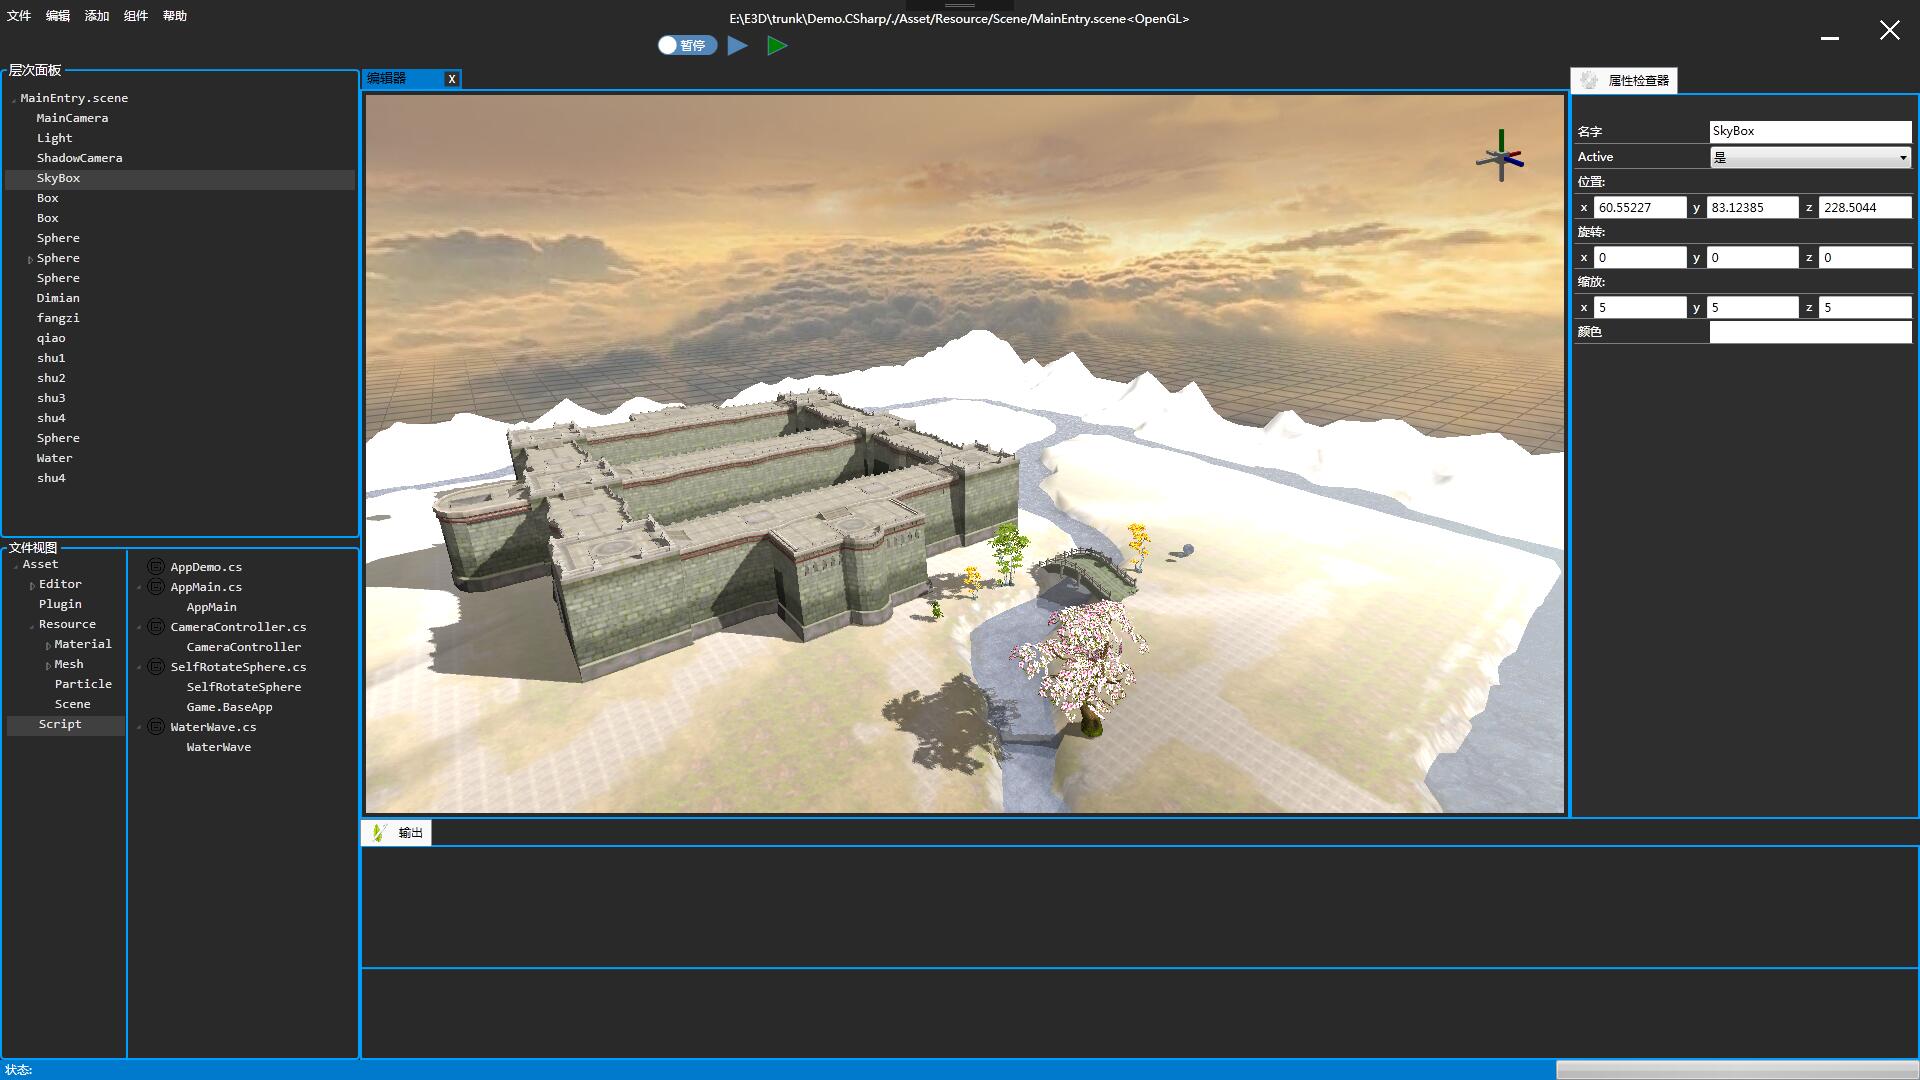 文件 编辑 添加 组件 帮助
E:\E3D\trunk\Demo.CSharp/./Asset/Resource/Scene/MainEntry.scene<OpenGL>
暂停
层次面板
MainEntry.scene
MainCamera
Light
ShadowCamera
SkyBox
Box
Box
Sphere
Sphere
Sphere
Dimian
fangzi
qiao
shu1
shu2
shu3
shu4
Sphere
Water
shu4
文件视图
Asset
Editor
Plugin
Resource
Material
Mesh
Particle
Scene
Script
AppDemo.cs
AppMain.cs
AppMain
CameraController.cs
CameraController
SelfRotateSphere.cs
SelfRotateSphere
Game.BaseApp
WaterWave.cs
WaterWave
编辑器 X
属性检查器
名字 SkyBox
Active 是
位置:
x 60.55227 y 83.12385 z 228.5044
旋转:
x 0 y 0 z 0
缩放:
x 5 y 5 z 5
颜色
输出
状态: